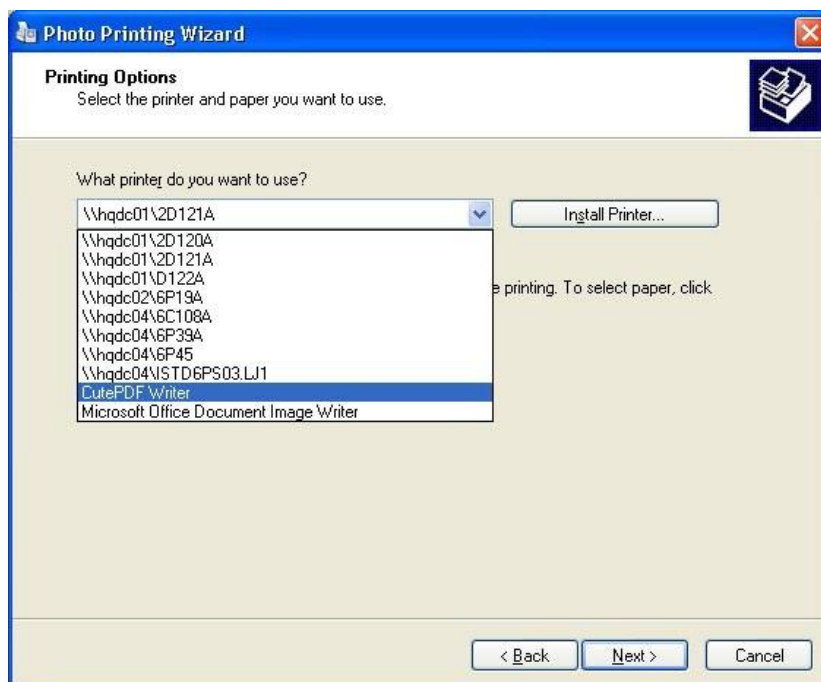 Photo Printing Wizard
Printing Options
Select the printer and paper you want to use.
What printer do you want to use?
\\hqdc01\2D121A
Install Printer...
\\hqdc01\2D120A
\\hqdc01\2D121A
\\hqdc01\D122A
\\hqdc02\6P19A
\\hqdc04\6C108A
\\hqdc04\6P39A
\\hqdc04\6P45
\\hqdc04\ISTD6PS03.LJ1
CutePDF Writer
Microsoft Office Document Image Writer
e printing. To select paper, click
< Back
Next >
Cancel